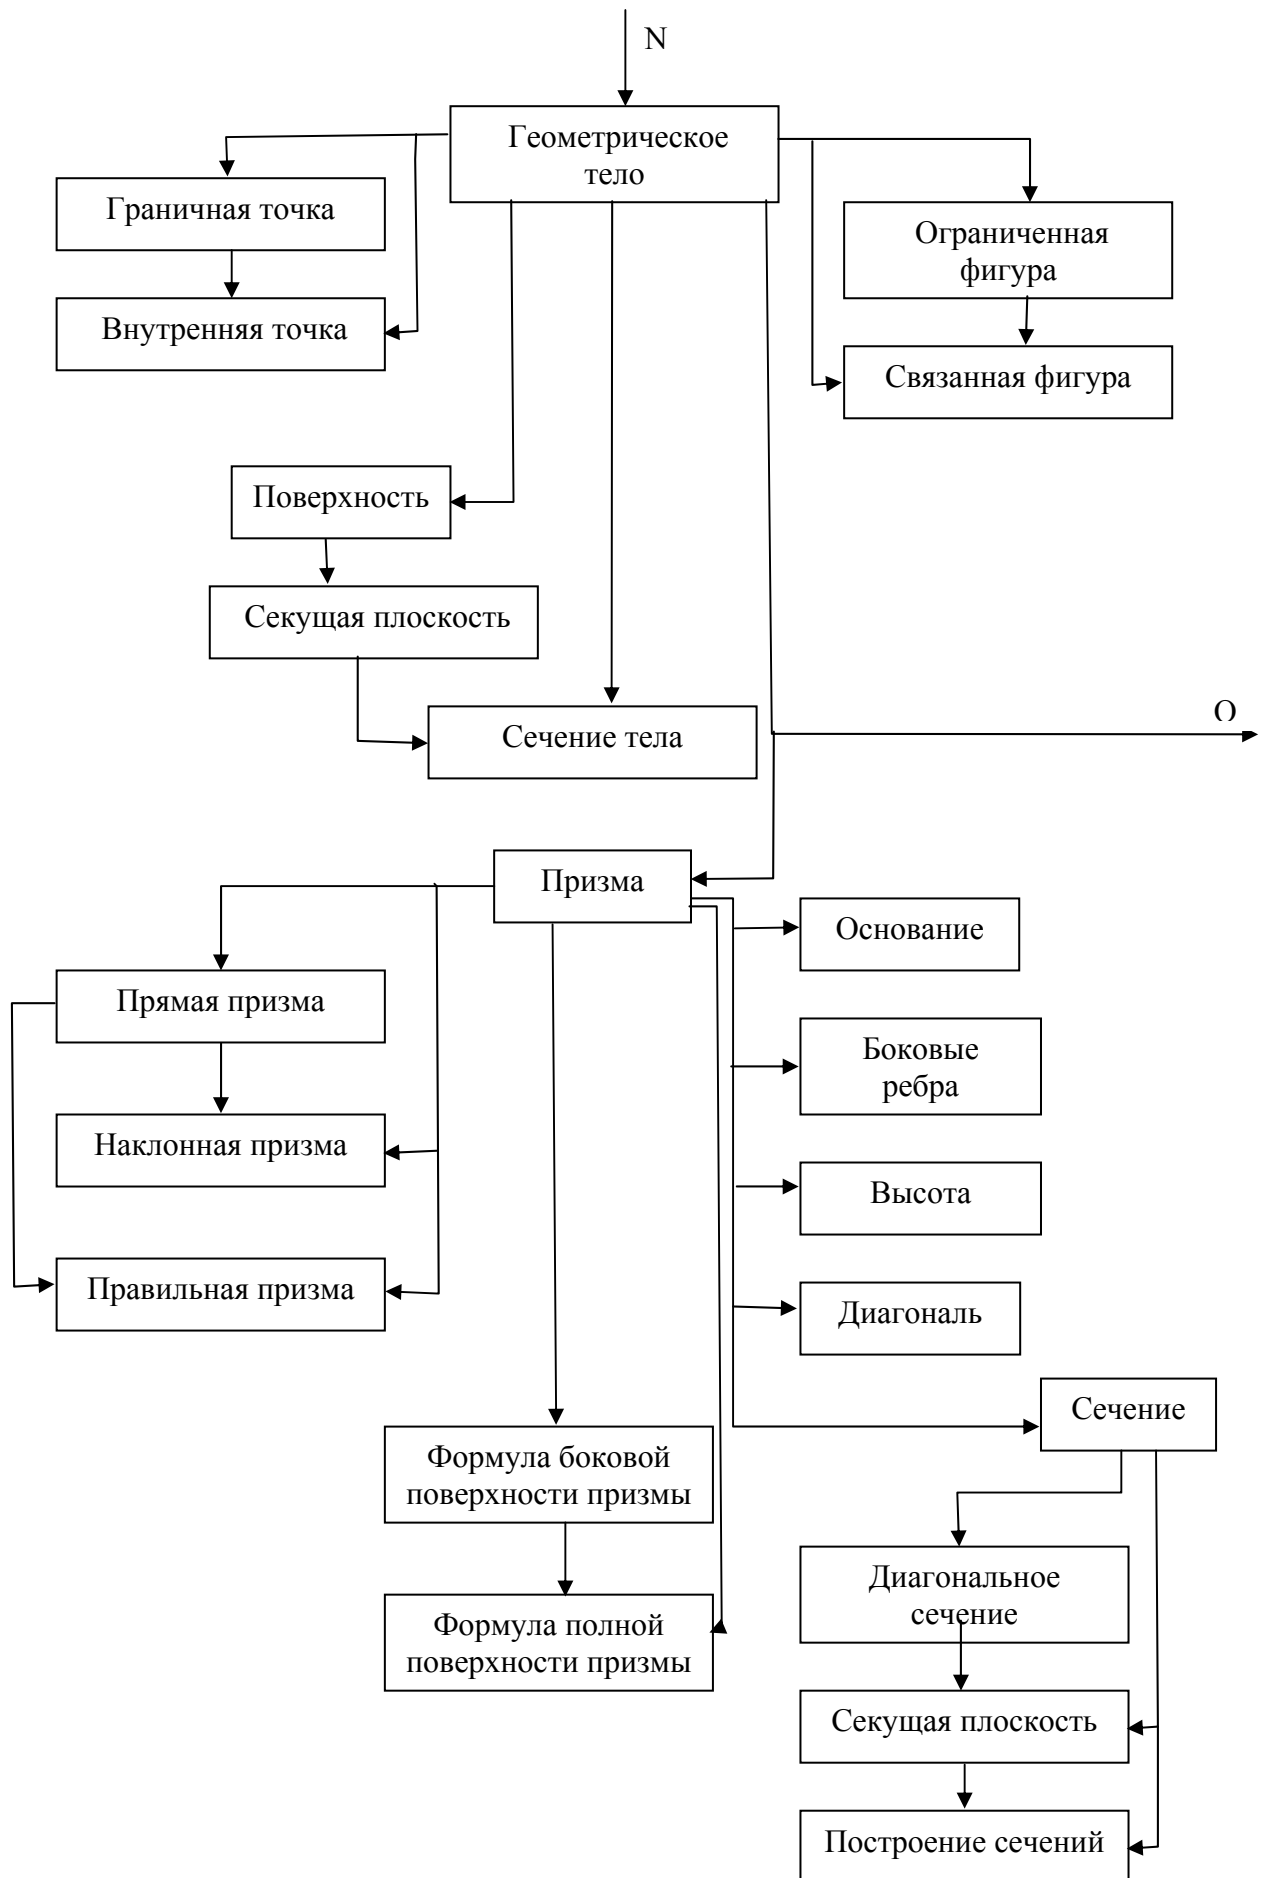 N
Геометрическое
тело
Граничная точка
Ограниченная
фигура
Внутренняя точка
Связанная фигура
Поверхность
Секущая плоскость
О
Сечение тела
Призма
Основание
Прямая призма
Боковые
ребра
Наклонная призма
Высота
Правильная призма
Диагональ
Сечение
Формула боковой
поверхности призмы
Диагональное
сечение
Формула полной
поверхности призмы
Секущая плоскость
Построение сечений